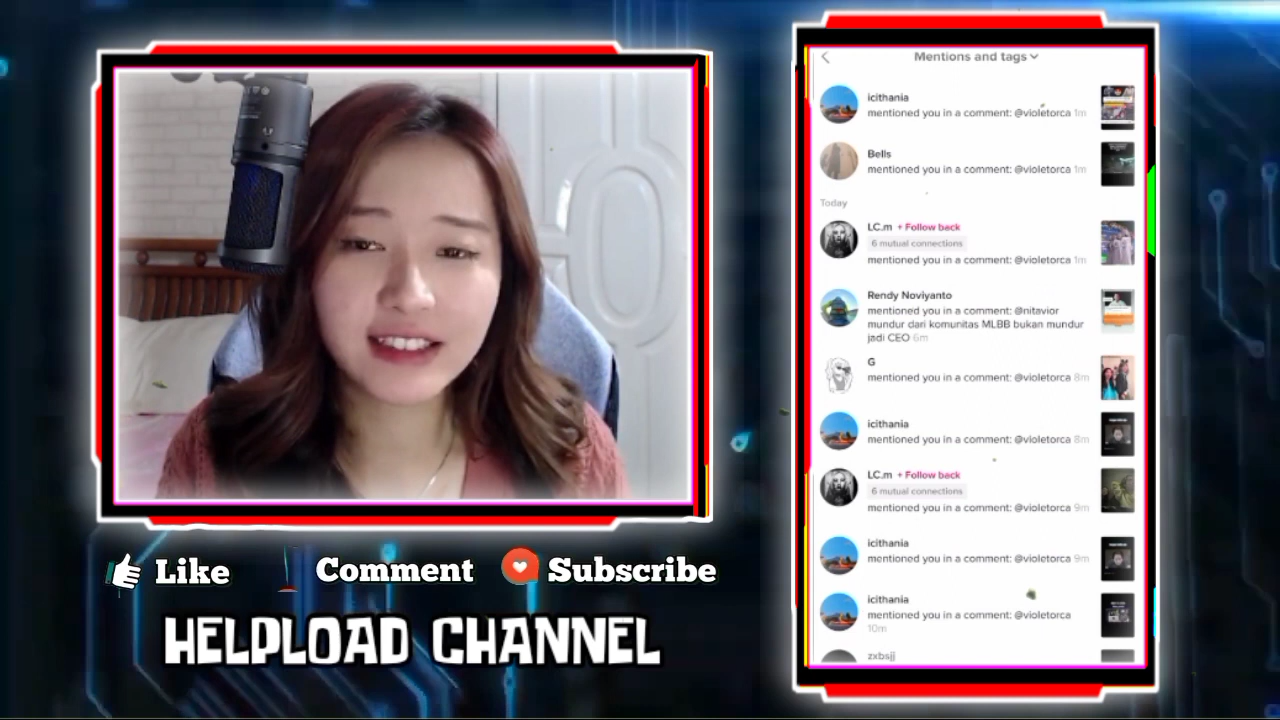 Mentions and tags
icithania
mentioned you in a comment: @violetorca 1m
Bells
mentioned you in a comment: @violetorca 1m
Today
LC.m + Follow back
6 mutual connections
mentioned you in a comment: @violetorca 1m
Rendy Noviyanto
mentioned you in a comment: @nitavior
mundur dari komunitas MLBB bukan mundur
jadi CEO 6m
G
mentioned you in a comment: @violetorca 8m
icithania
mentioned you in a comment: @violetorca 8m
LC.m + Follow back
6 mutual connections
mentioned you in a comment: @violetorca 9m
icithania
mentioned you in a comment: @violetorca 9m
icithania
mentioned you in a comment: @violetorca
10m
zxbsjj
Like Comment Subscribe
HELPLOAD CHANNEL